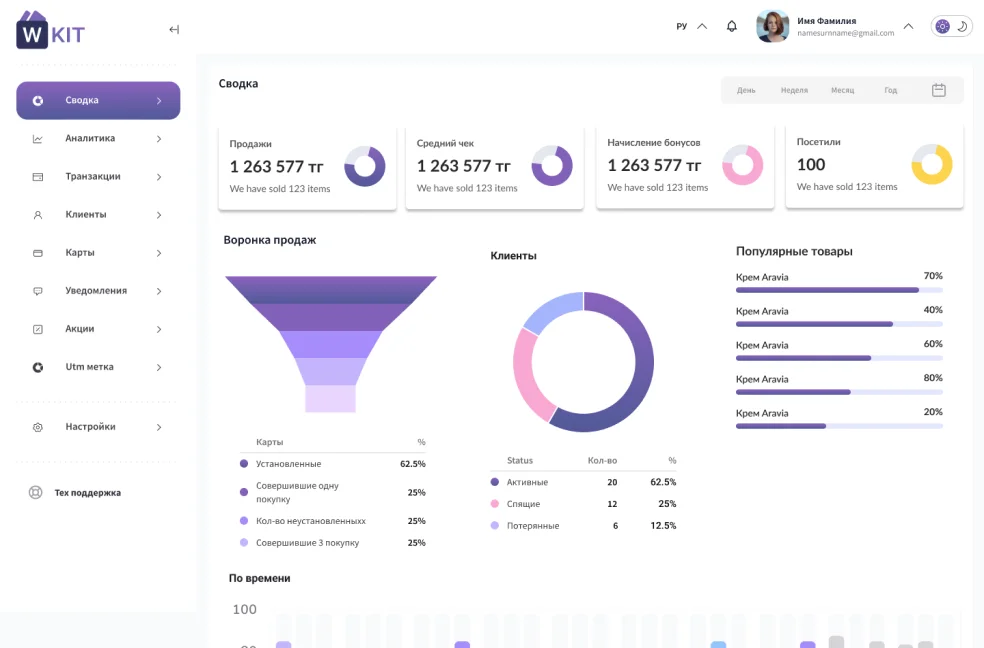 W KIT
РУ
Имя Фамилия
namesurnname@gmail.com
Сводка
Аналитика
Транзакции
Клиенты
Карты
Уведомления
Акции
Utm метка
Настройки
Тех поддержка
Сводка
День Неделя Месяц Год
Продажи
1 263 577 тг
We have sold 123 items
Средний чек
1 263 577 тг
We have sold 123 items
Начисление бонусов
1 263 577 тг
We have sold 123 items
Посетили
100
We have sold 123 items
Воронка продаж
Карты %
Установленные 62.5%
Совершившие одну
покупку 25%
Кол-во неустановленныхх 25%
Совершившие 3 покупку 25%
Клиенты
Status Кол-во %
Активные 20 62.5%
Спящие 12 25%
Потерянные 6 12.5%
Популярные товары
Крем Aravia 70%
Крем Aravia 40%
Крем Aravia 60%
Крем Aravia 80%
Крем Aravia 20%
По времени
100